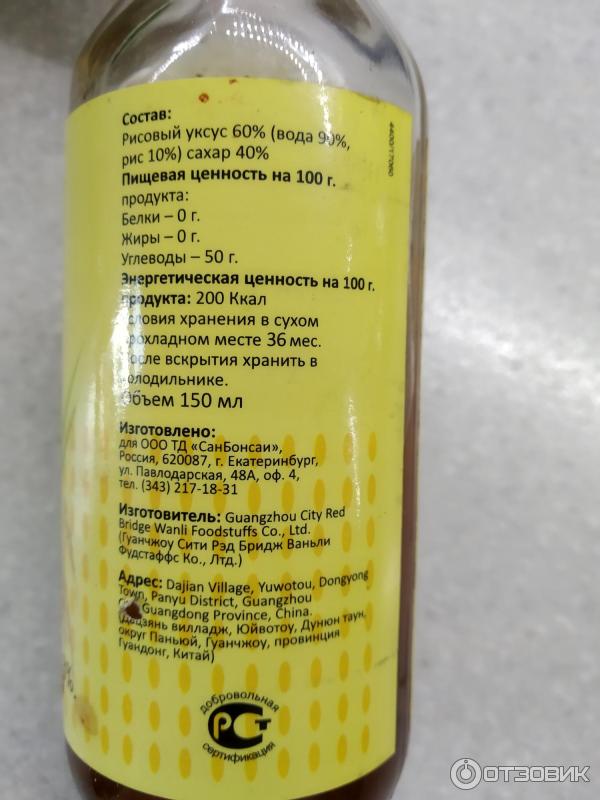 Состав:
Рисовый уксус 60% (вода 90%,
рис 10%) сахар 40%
Пищевая ценность на 100 г.
продукта:
Белки – 0 г.
Жиры – 0 г.
Углеводы – 50 г.
Энергетическая ценность на 100 г.
продукта: 200 Ккал
хранения в сухом
месте 36 мес.
вскрытия хранить в
Объем 150 мл
Изготовлено:
для ООО ТД «СанБонсаи»,
Россия, 620087, г. Екатеринбург,
ул. Павлодарская, 48А, оф. 4,
тел. (343) 217-18-31
Изготовитель: Guangzhou City Red
Bridge Wanli Foodstuffs Co., Ltd.
(Гуанчжоу Сити Рэд Бридж Ваньли
Фудстаффс Ко., Лтд.)
Адрес: Dajian Village, Yuwotou, Dongyong
Town, Panyu District, Guangzhou
Guangdong Province, China.
вилладж, Юйвотоу, Дунюн таун,
округ Паньюй, Гуанчжоу, провинция
Гуандонг, Китай)
добровольная
РСТ
сертификация
ОТЗОВИК